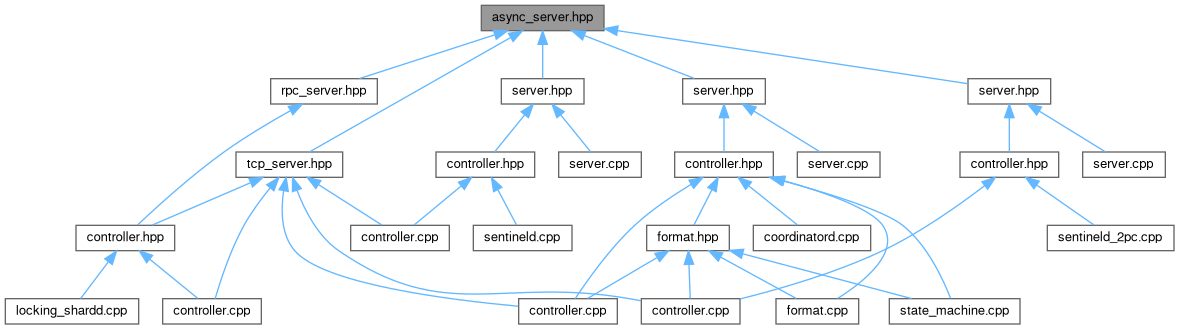 async_server.hpp
rpc_server.hpp
server.hpp
server.hpp
server.hpp
tcp_server.hpp
controller.hpp
server.cpp
controller.hpp
server.cpp
controller.hpp
server.cpp
controller.hpp
controller.cpp
sentineld.cpp
format.hpp
coordinatord.cpp
sentineld_2pc.cpp
locking_shardd.cpp
controller.cpp
controller.cpp
controller.cpp
format.cpp
state_machine.cpp